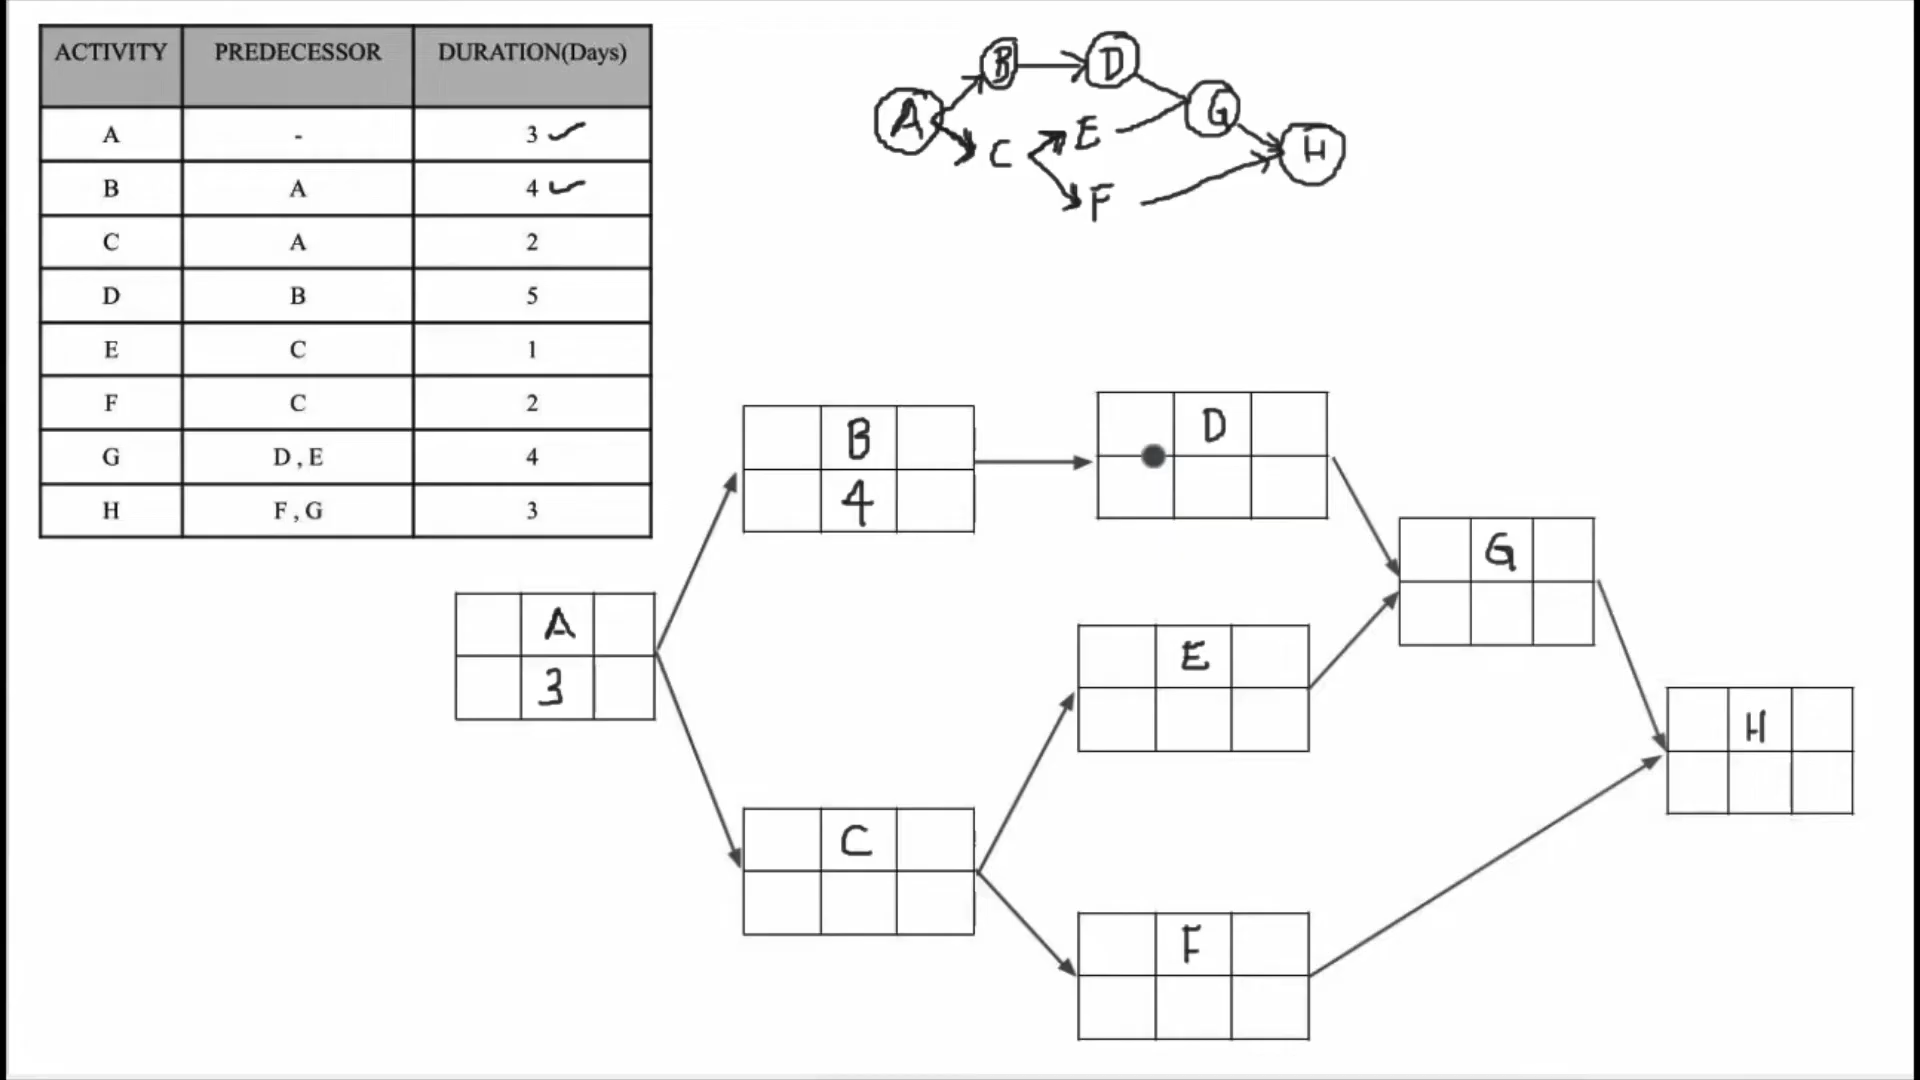 ACTIVITY PREDECESSOR DURATION(Days)
A - 3
B A 4
C A 2
D B 5
E C 1
F C 2
G D , E 4
H F , G 3
B D
A G
C E H
F
B D
4
G
A E
3
H
C
F